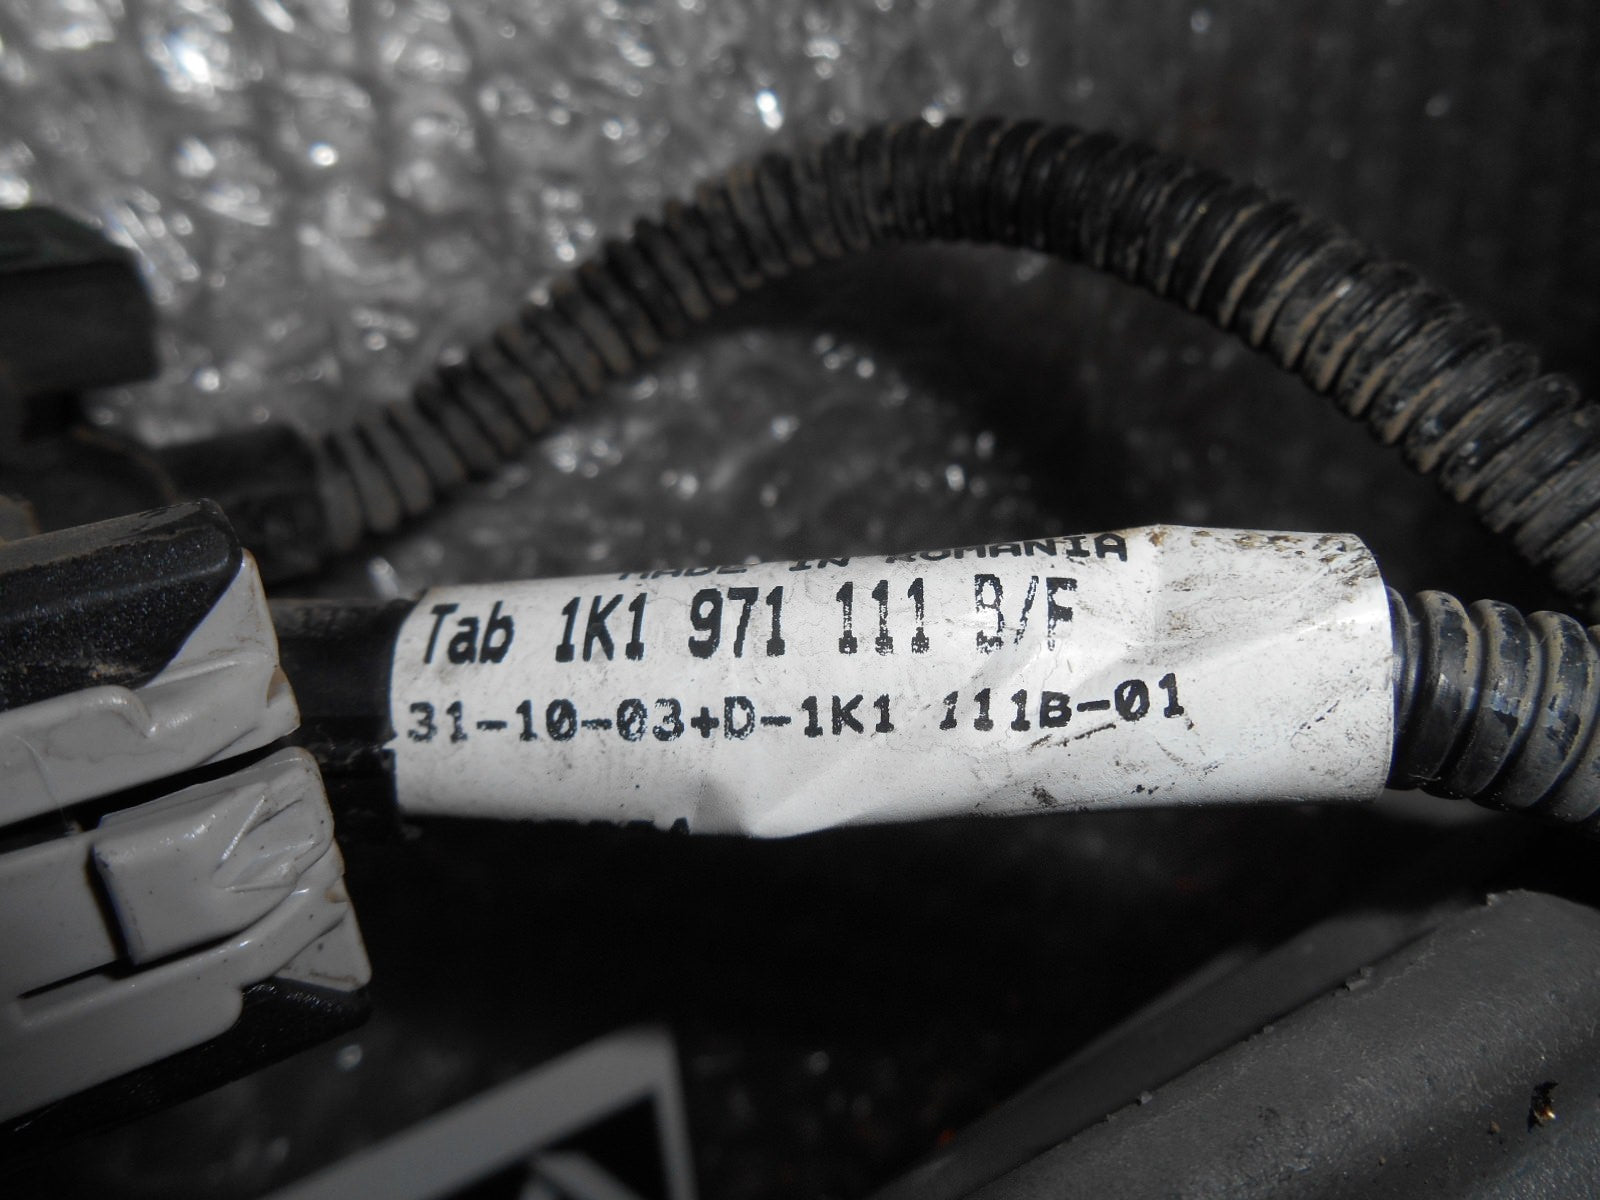 MADE IN ROMANIA
Tab 1K1 971 111 B/F
31-10-03+D-1K1 111B-01